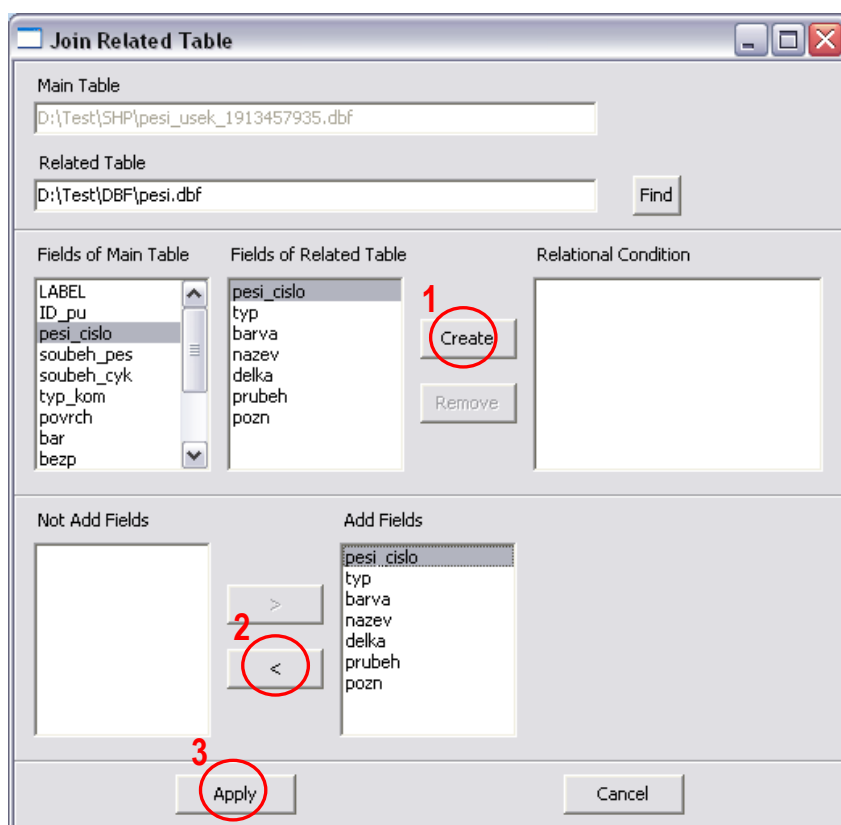 Join Related Table
Main Table
D:\Test\SHP\pesi_usek_1913457935.dbf
Related Table
D:\Test\DBF\pesi.dbf
Find
Fields of Main Table
Fields of Related Table
Relational Condition
LABEL
ID_pu
pesi_cislo
soubeh_pes
soubeh_cyk
typ_kom
povrch
bar
bezp
pesi_cislo
typ
barva
nazev
delka
prubeh
pozn
1
Create
Remove
Not Add Fields
Add Fields
>
2
<
pesi_cislo
typ
barva
nazev
delka
prubeh
pozn
3
Apply
Cancel